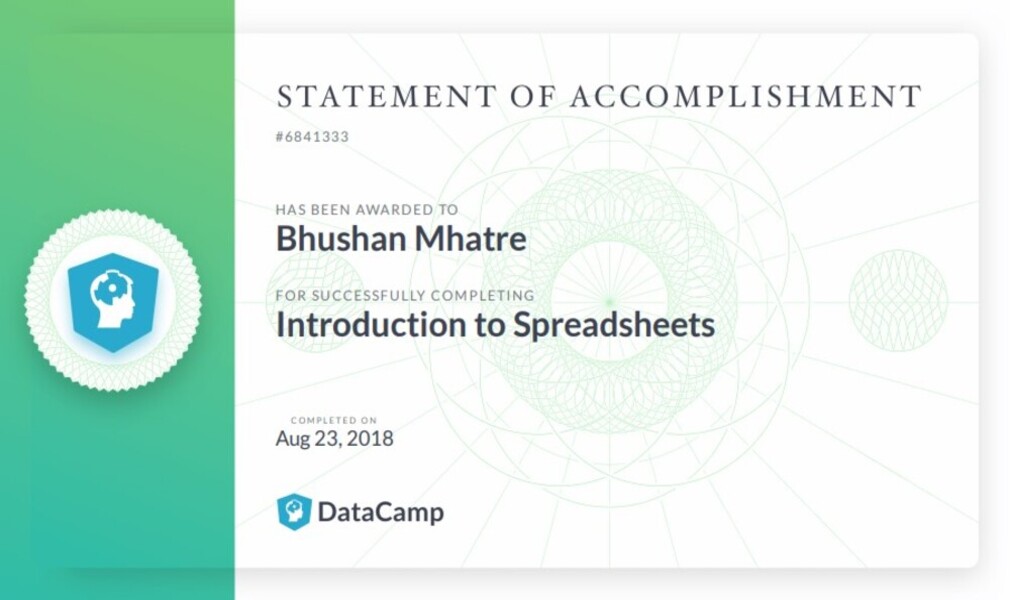 STATEMENT OF ACCOMPLISHMENT
#6841333
HAS BEEN AWARDED TO
Bhushan Mhatre
FOR SUCCESSFULLY COMPLETING
Introduction to Spreadsheets
COMPLETED ON
Aug 23, 2018
DataCamp